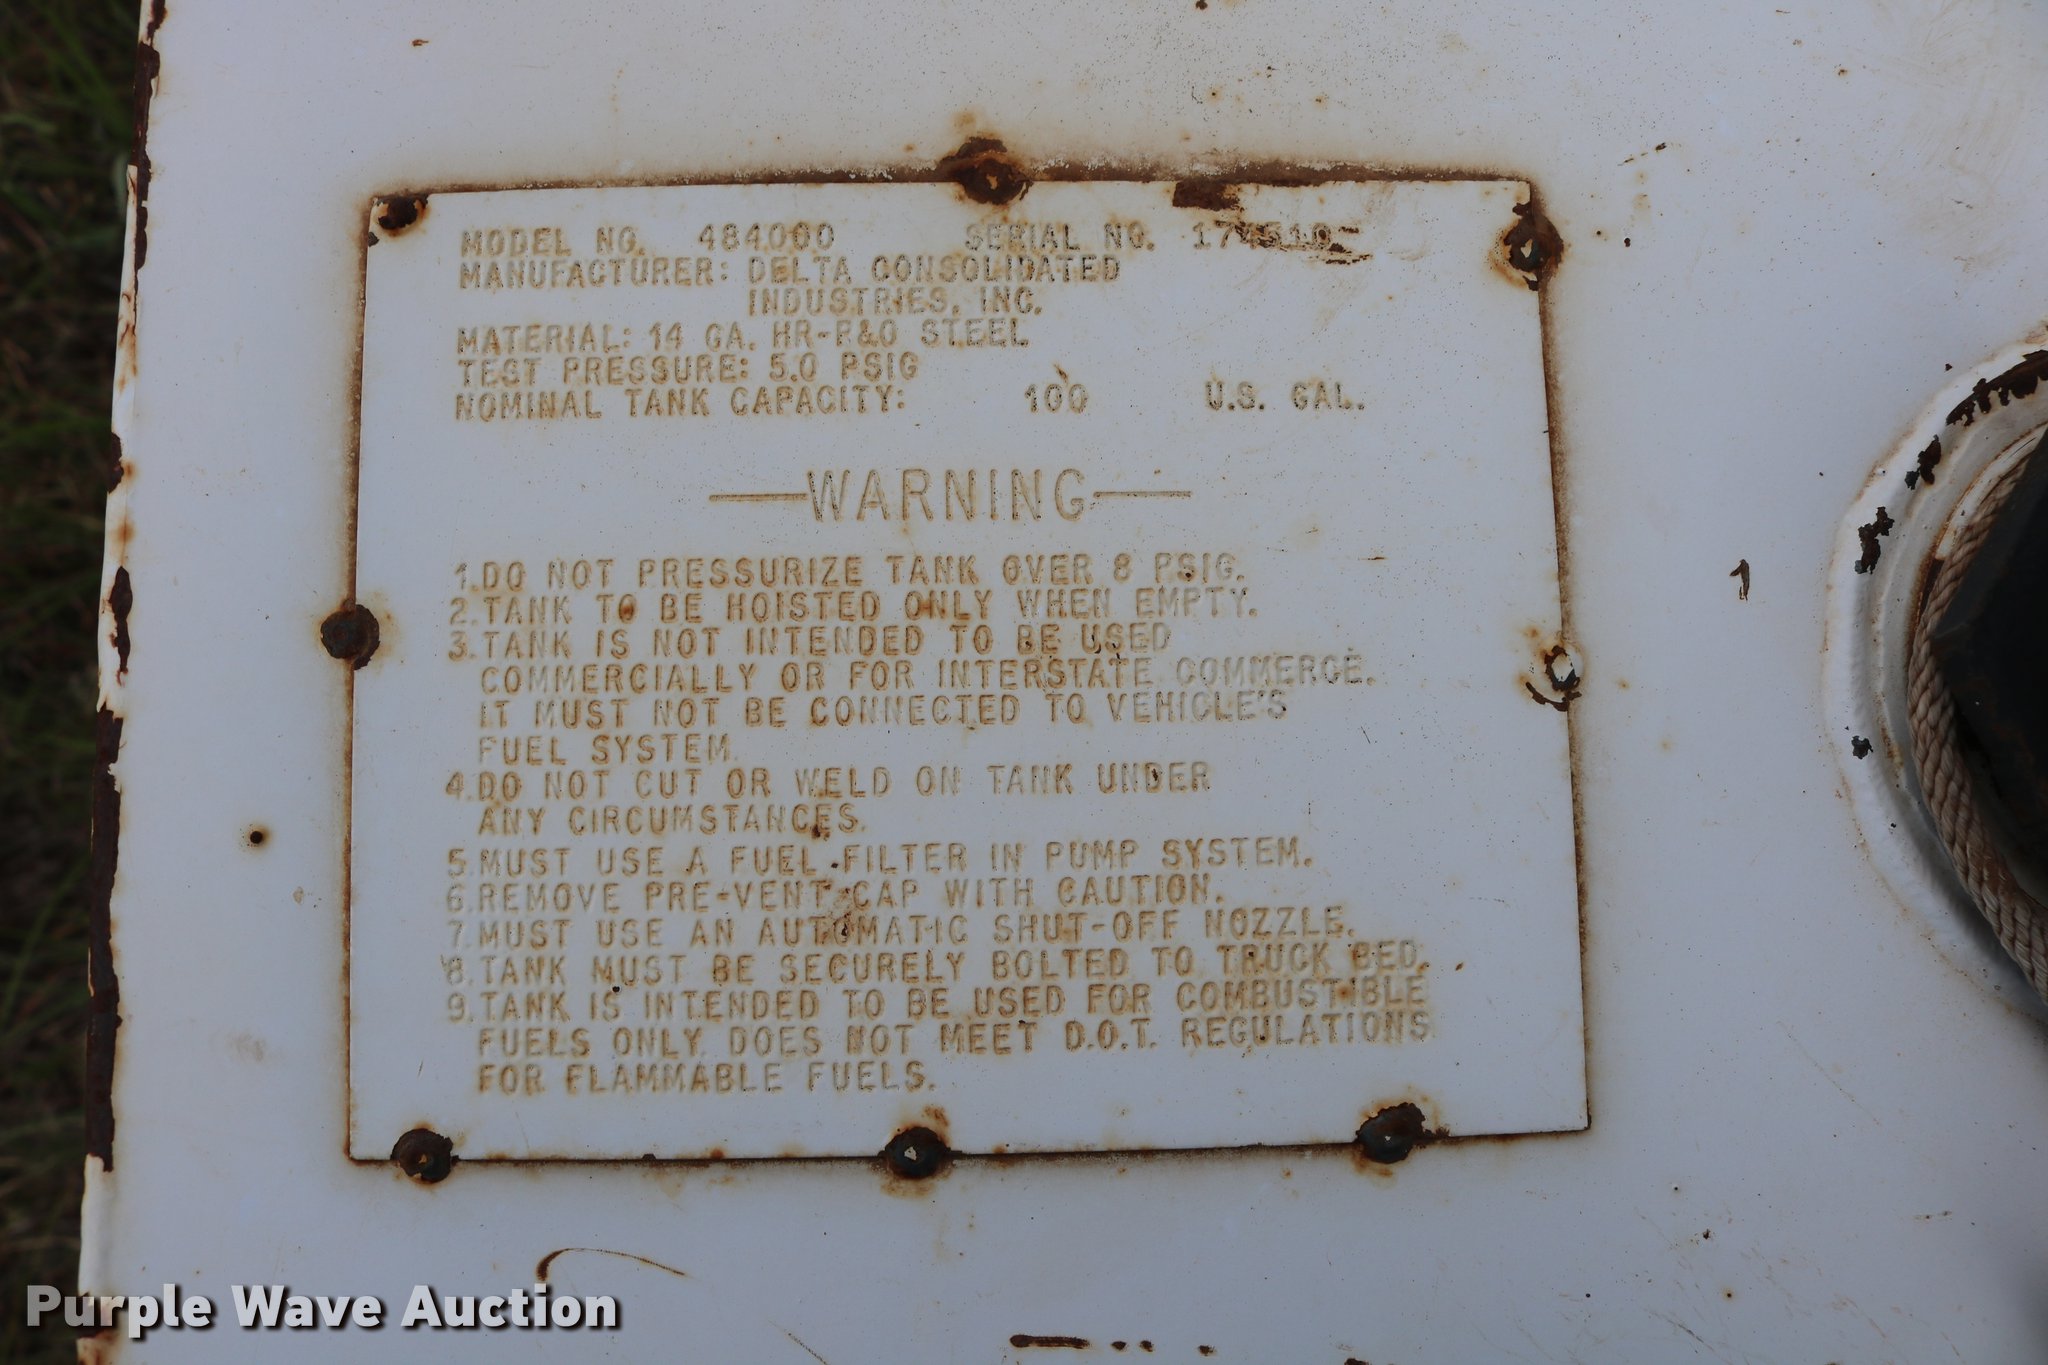 MODEL NO. 484000 SERIAL NO.
MANUFACTURER: DELTA CONSOLIDATED
INDUSTRIES, INC.
MATERIAL: 14 GA. HR-P&O STEEL
TEST PRESSURE: 5.0 PSIG
NOMINAL TANK CAPACITY: 100 U.S. GAL.
—WARNING—
1. DO NOT PRESSURIZE TANK OVER 8 PSIG.
2. TANK TO BE HOISTED ONLY WHEN EMPTY.
3. TANK IS NOT INTENDED TO BE USED
COMMERCIALLY OR FOR INTERSTATE COMMERCE.
IT MUST NOT BE CONNECTED TO VEHICLE'S
FUEL SYSTEM.
4. DO NOT CUT OR WELD ON TANK UNDER
ANY CIRCUMSTANCES.
5. MUST USE A FUEL FILTER IN PUMP SYSTEM.
6. REMOVE PRE-VENT CAP WITH CAUTION.
7. MUST USE AN AUTOMATIC SHUT-OFF NOZZLE.
8. TANK MUST BE SECURELY BOLTED TO TRUCK BED.
9. TANK IS INTENDED TO BE USED FOR COMBUSTIBLE
FUELS ONLY. DOES NOT MEET D.O.T. REGULATIONS
FOR FLAMMABLE FUELS.
Purple Wave Auction